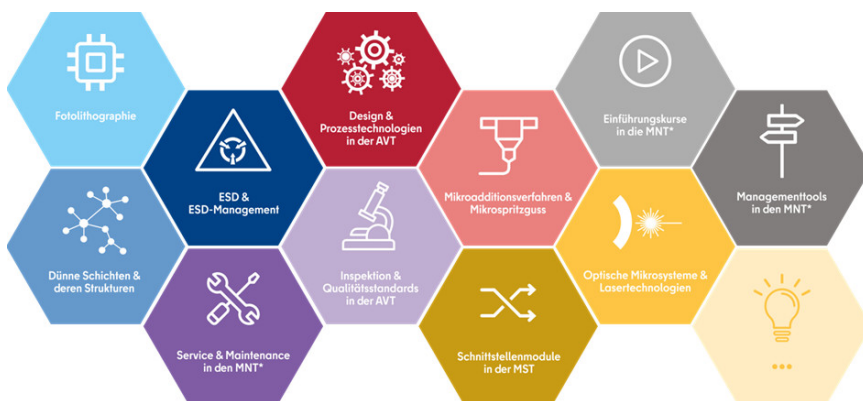 Fotolithographie
Design &
Prozesstechnologien
in der AVT
Einführungskurse
in die MNT*
ESD &
ESD-Management
Mikroadditionsverfahren &
Mikrospritzguss
Managementtools
in den MNT*
Dünne Schichten &
deren Strukturen
Inspektion &
Qualitätsstandards
in der AVT
Optische Mikrosysteme &
Lasertechnologien
Service & Maintenance
in den MNT*
Schnittstellenmodule
in der MST
...